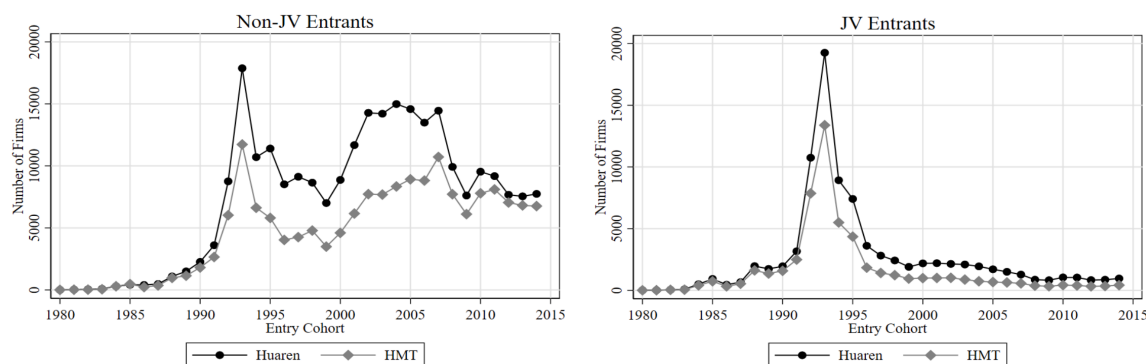 Non-JV Entrants
Number of Firms
20000
15000
10000
5000
0
1980 1985 1990 1995 2000 2005 2010 2015
Entry Cohort
Huaren HMT
JV Entrants
Number of Firms
20000
15000
10000
5000
0
1980 1985 1990 1995 2000 2005 2010 2015
Entry Cohort
Huaren HMT